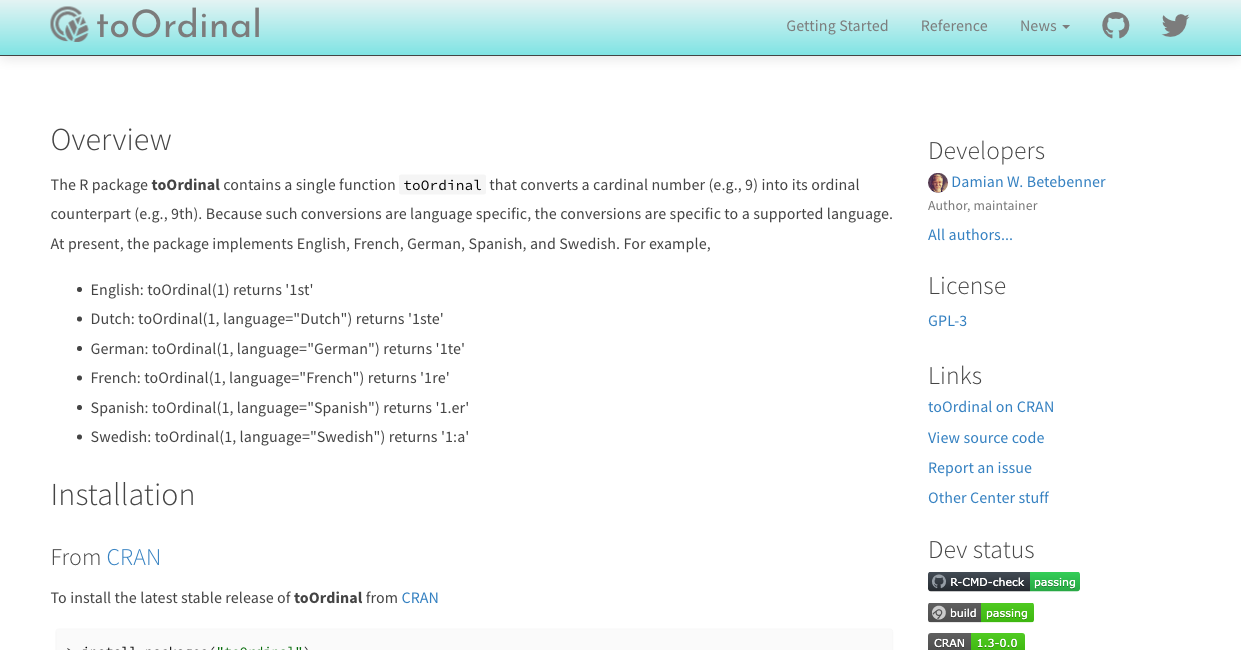 toOrdinal
Getting Started
Reference
News
Overview
The R package toOrdinal contains a single function toOrdinal that converts a cardinal number (e.g., 9) into its ordinal
counterpart (e.g., 9th). Because such conversions are language specific, the conversions are specific to a supported language.
At present, the package implements English, French, German, Spanish, and Swedish. For example,
English: toOrdinal(1) returns '1st'
Dutch: toOrdinal(1, language="Dutch") returns '1ste'
German: toOrdinal(1, language="German") returns '1te'
French: toOrdinal(1, language="French") returns '1re'
Spanish: toOrdinal(1, language="Spanish") returns '1.er'
Swedish: toOrdinal(1, language="Swedish") returns '1:a'
Installation
From CRAN
To install the latest stable release of toOrdinal from CRAN
> install.packages("toOrdinal")
Developers
Damian W. Betebenner
Author, maintainer
All authors...
License
GPL-3
Links
toOrdinal on CRAN
View source code
Report an issue
Other Center stuff
Dev status
R-CMD-check passing
build passing
CRAN 1.3-0.0